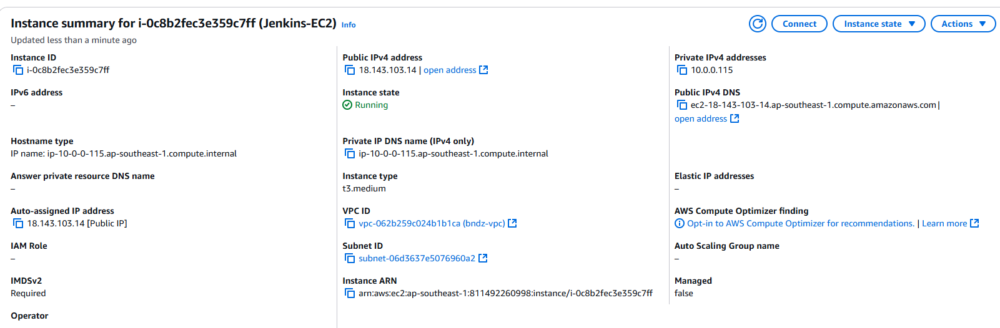 Instance summary for i-0c8b2fec3e359c7ff (Jenkins-EC2) Info
Connect
Instance state
Actions
Updated less than a minute ago
Instance ID
i-0c8b2fec3e359c7ff
Public IPv4 address
18.143.103.14 | open address
Private IPv4 addresses
10.0.0.115
IPv6 address
–
Instance state
Running
Public IPv4 DNS
ec2-18-143-103-14.ap-southeast-1.compute.amazonaws.com |
open address
Hostname type
IP name: ip-10-0-0-115.ap-southeast-1.compute.internal
Private IP DNS name (IPv4 only)
ip-10-0-0-115.ap-southeast-1.compute.internal
Answer private resource DNS name
–
Instance type
t3.medium
Elastic IP addresses
–
Auto-assigned IP address
18.143.103.14 [Public IP]
VPC ID
vpc-062b259c024b1b1ca (bndz-vpc)
AWS Compute Optimizer finding
Opt-in to AWS Compute Optimizer for recommendations. | Learn more
IAM Role
–
Subnet ID
subnet-06d3637e5076960a2
Auto Scaling Group name
–
IMDSv2
Required
Instance ARN
arn:aws:ec2:ap-southeast-1:811492260998:instance/i-0c8b2fec3e359c7ff
Managed
false
Operator